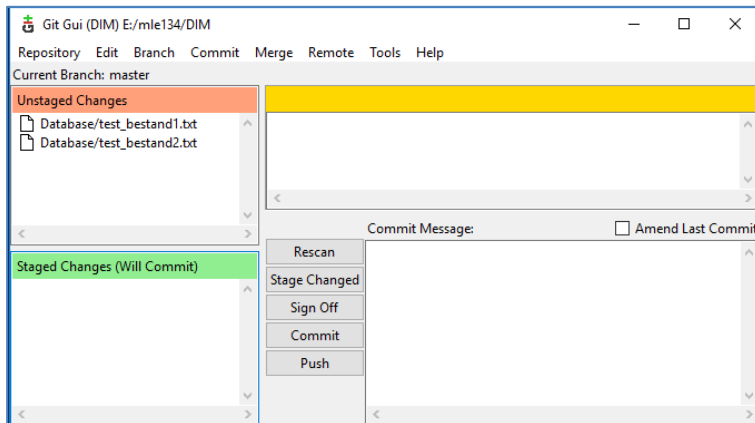 Git Gui (DIM) E:/mle134/DIM
Repository Edit Branch Commit Merge Remote Tools Help
Current Branch: master
Unstaged Changes
Database/test_bestand1.txt
Database/test_bestand2.txt
Staged Changes (Will Commit)
Commit Message:
Amend Last Commit
Rescan
Stage Changed
Sign Off
Commit
Push